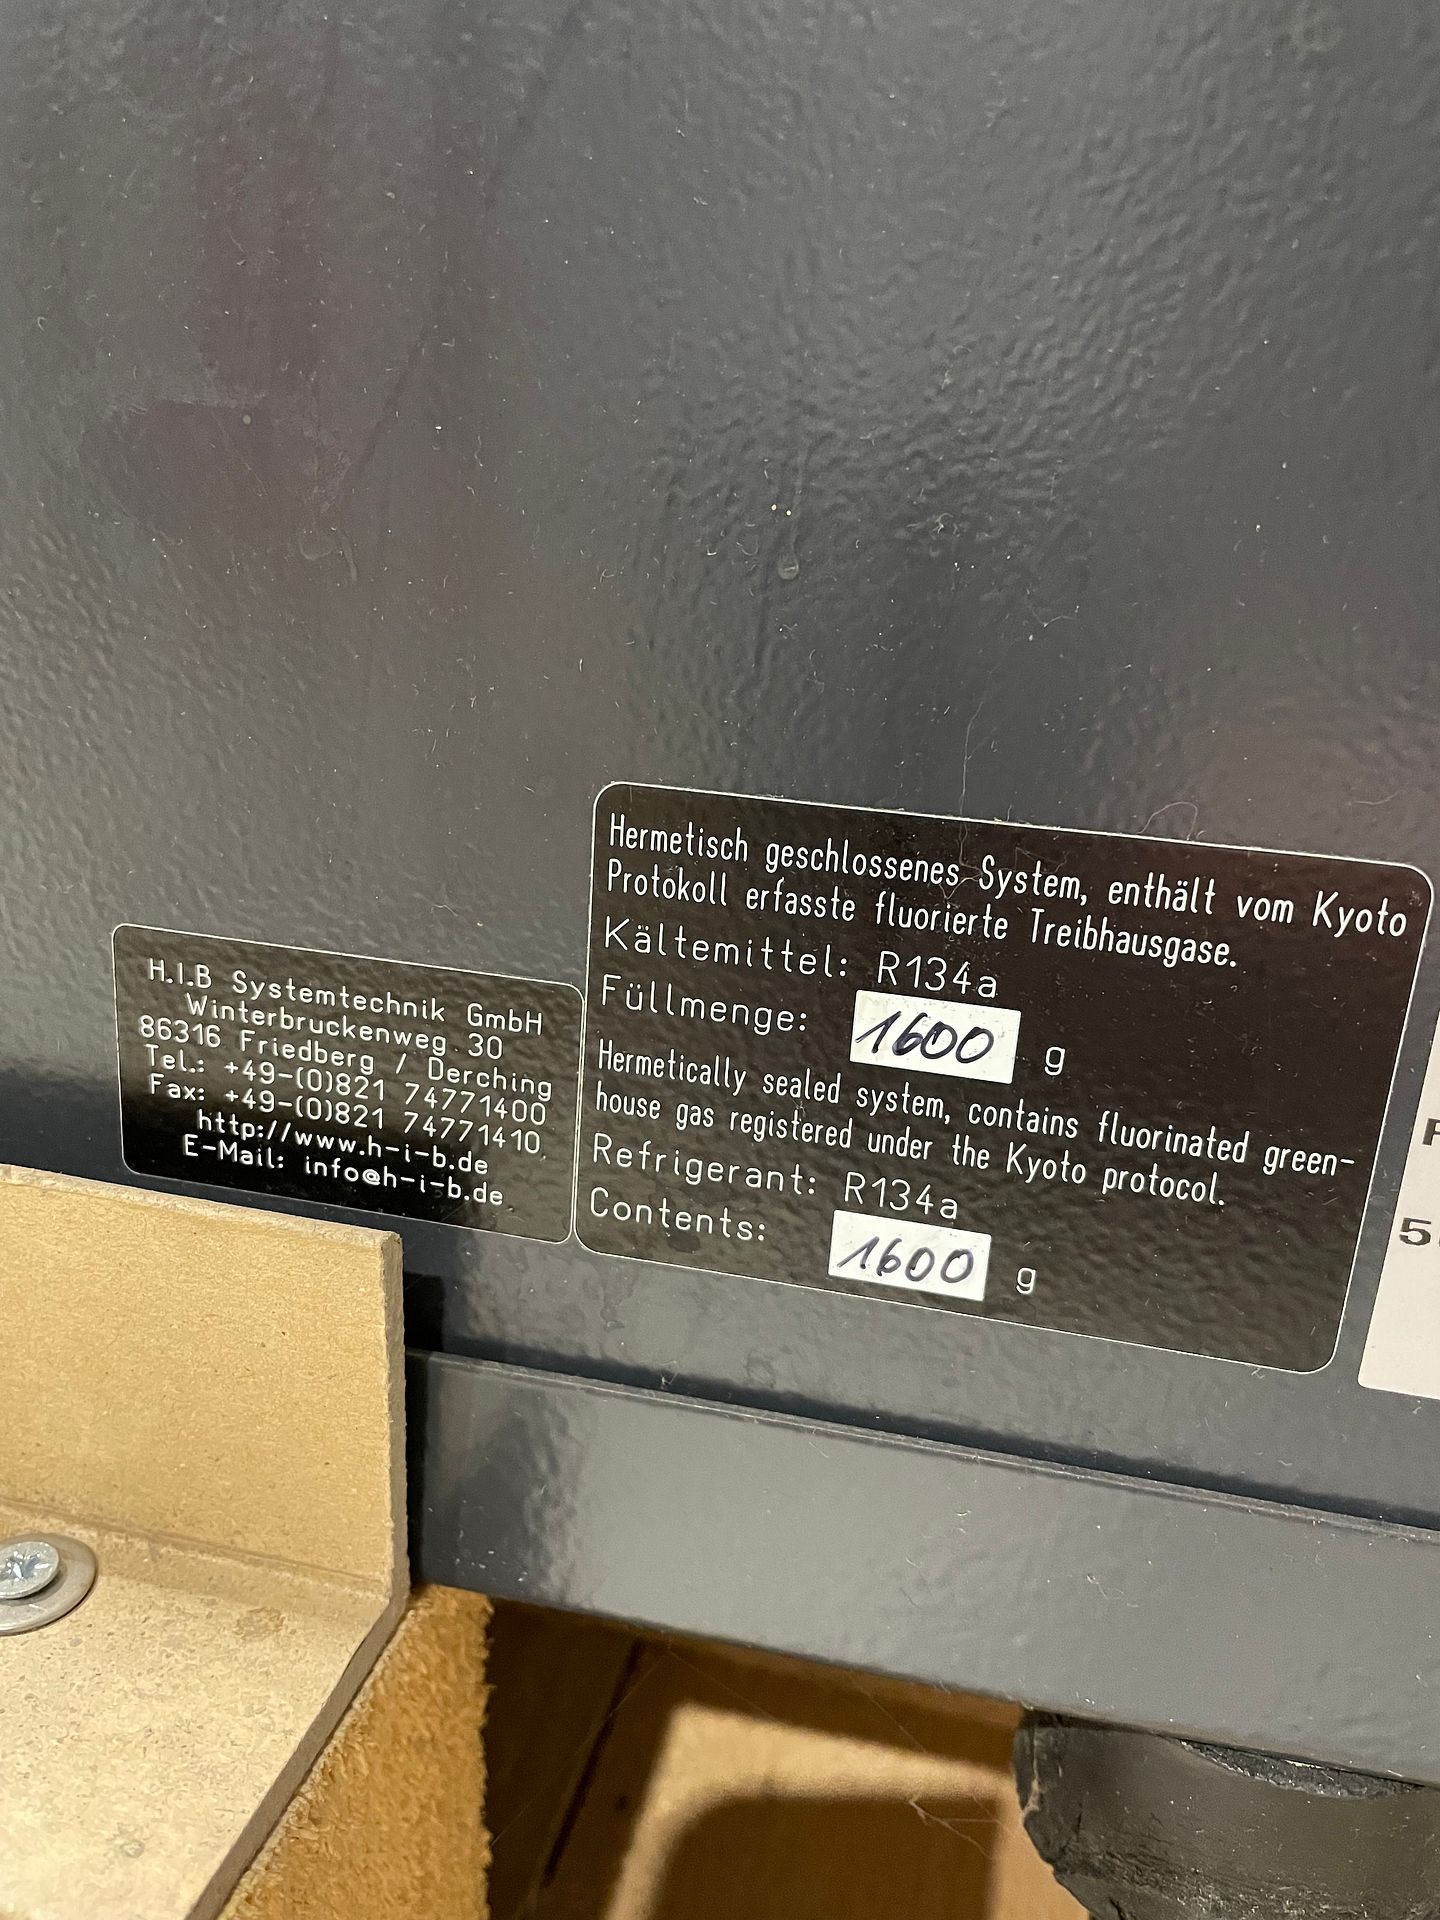 H.I.B Systemtechnik GmbH
Winterbruckenweg 30
86316 Friedberg / Derching
Tel.: +49-(0)821 74771400
Fax: +49-(0)821 74771410
http://www.h-i-b.de
E-Mail: info@h-i-b.de
Hermetisch geschlossenes System, enthält vom Kyoto
Protokoll erfasste fluorierte Treibhausgase.
Kältemittel: R134a
Füllmenge: 1600 g
Hermetically sealed system, contains fluorinated green-
house gas registered under the Kyoto protocol.
Refrigerant: R134a
Contents: 1600 g